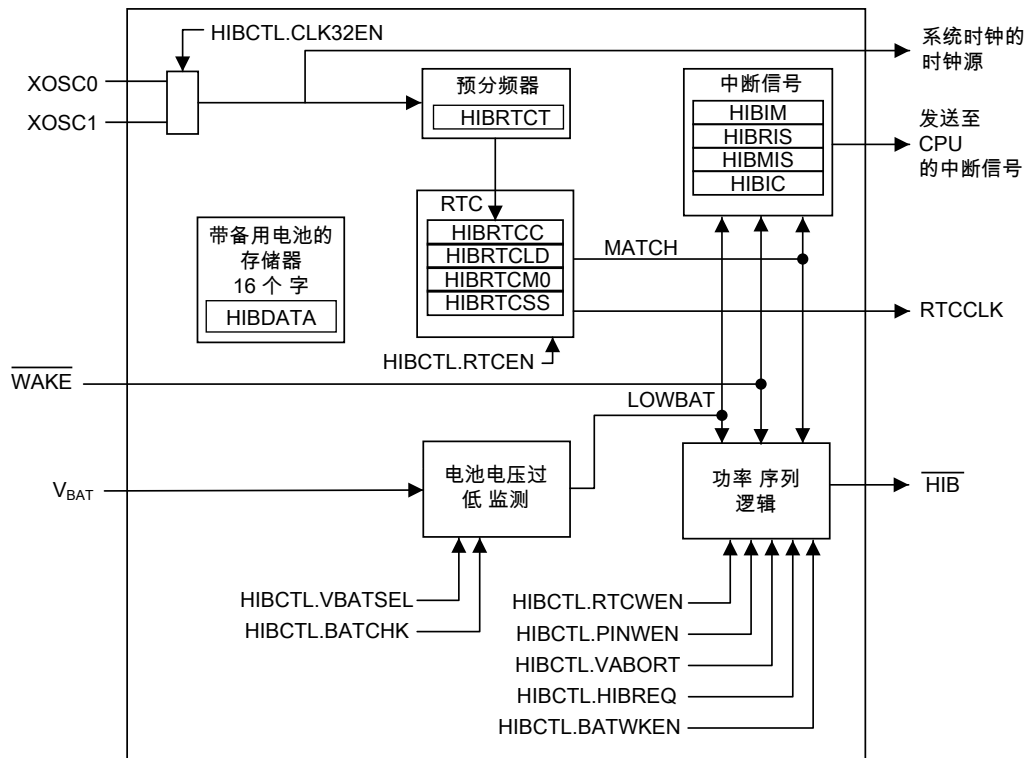 HIBCTL.CLK32EN
系统时钟的
时钟源
XOSC0
XOSC1
预分频器
HIBRTCT
中断信号
HIBIM
HIBRIS
HIBMIS
HIBIC
发送至
CPU
的中断信号
RTC
HIBRTCC
HIBRTCLD
HIBRTCM0
HIBRTCSS
MATCH
带备用电池的
存储器
16 个 字
HIBDATA
RTCCLK
HIBCTL.RTCEN
WAKE
LOWBAT
VBAT
电池电压过
低 监测
功率 序列
逻辑
HIB
HIBCTL.VBATSEL
HIBCTL.BATCHK
HIBCTL.RTCWEN
HIBCTL.PINWEN
HIBCTL.VABORT
HIBCTL.HIBREQ
HIBCTL.BATWKEN